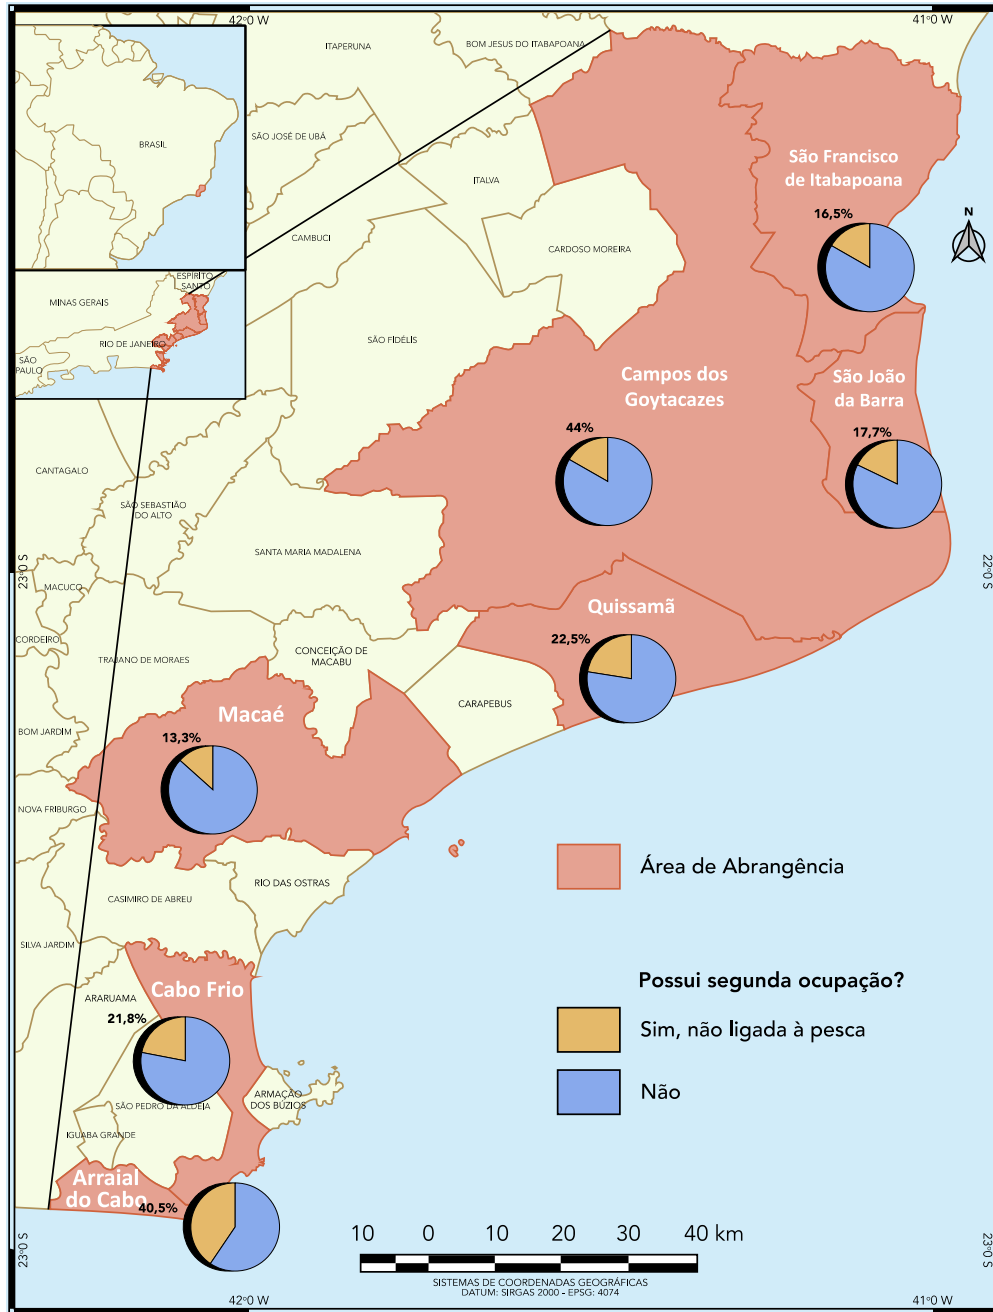 42°0 W
41°0 W
ITAPERUNA
BOM JESUS DO ITABAPOANA
BRASIL
SÃO JOSÉ DE UBÁ
ITALVA
São Francisco
de Itabapoana
16,5%
N
CAMBUCI
CARDOSO MOREIRA
ESPÍRITO
SANTO
MINAS GERAIS
RIO DE JANEIRO
SÃO
PAULO
SÃO FIDÉLIS
Campos dos
Goytacazes
44%
São João
da Barra
17,7%
CANTAGALO
SÃO SEBASTIÃO
DO ALTO
SANTA MARIA MADALENA
23°0 S
22°0 S
MACUCO
CORDEIRO
TRAJANO DE MORAES
CONCEIÇÃO DE
MACABU
Quissamã
22,5%
CARAPEBUS
Macaé
13,3%
BOM JARDIM
NOVA FRIBURGO
RIO DAS OSTRAS
CASIMIRO DE ABREU
SILVA JARDIM
Área de Abrangência
Cabo Frio
ARARUAMA
21,8%
Possui segunda ocupação?
Sim, não ligada à pesca
Não
ARMAÇÃO
DOS BÚZIOS
SÃO PEDRO DA ALDEIA
IGUABA GRANDE
Arraial
do Cabo
40,5%
10 0 10 20 30 40 km
SISTEMAS DE COORDENADAS GEOGRÁFICAS
DATUM: SIRGAS 2000 - EPSG: 4074
23°0 S
23°0 S
42°0 W
41°0 W